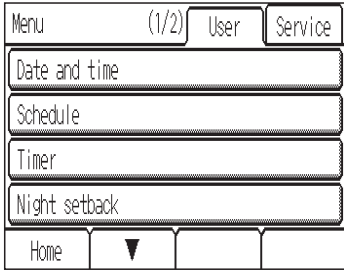 Menu (1/2) User Service
Date and time
Schedule
Timer
Night setback
Home ▼